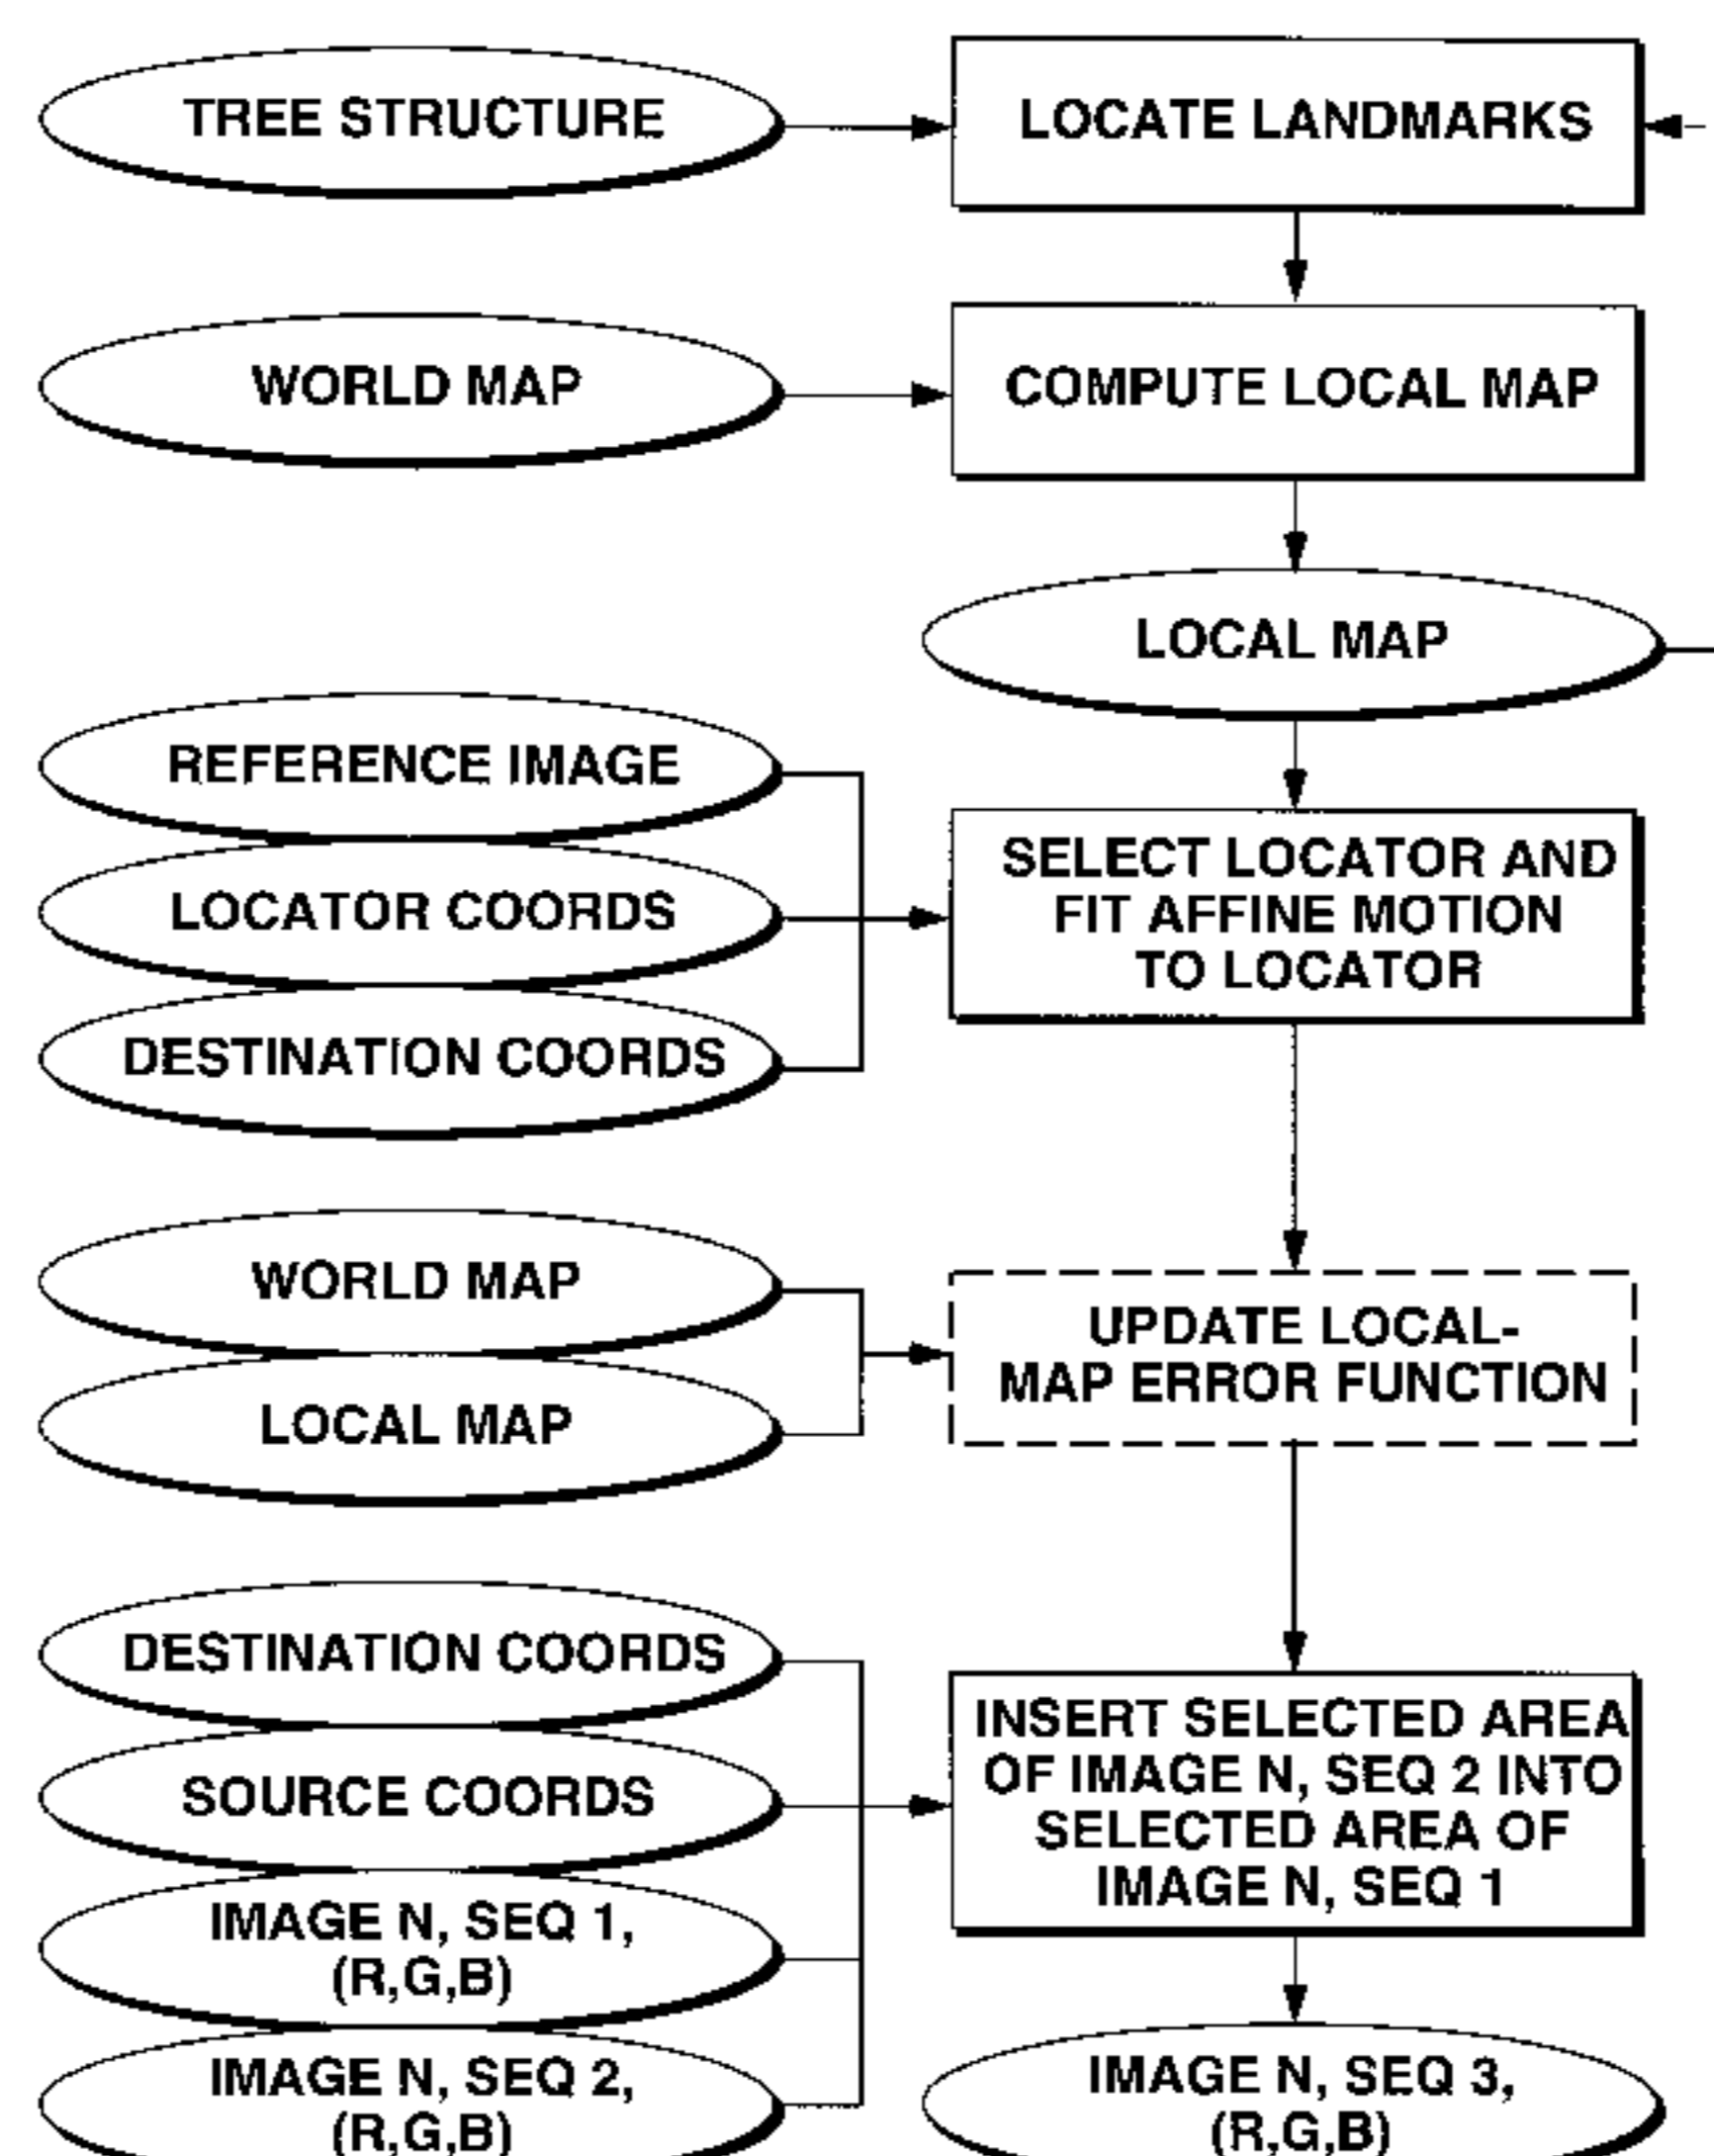 TREE STRUCTURE
LOCATE LANDMARKS
WORLD MAP
COMPUTE LOCAL MAP
LOCAL MAP
REFERENCE IMAGE
LOCATOR COORDS
DESTINATION COORDS
SELECT LOCATOR AND
FIT AFFINE MOTION
TO LOCATOR
WORLD MAP
LOCAL MAP
UPDATE LOCAL-
MAP ERROR FUNCTION
DESTINATION COORDS
SOURCE COORDS
IMAGE N, SEQ 1,
(R,G,B)
IMAGE N, SEQ 2,
(R,G,B)
INSERT SELECTED AREA
OF IMAGE N, SEQ 2 INTO
SELECTED AREA OF
IMAGE N, SEQ 1
IMAGE N, SEQ 3,
(R,G,B)